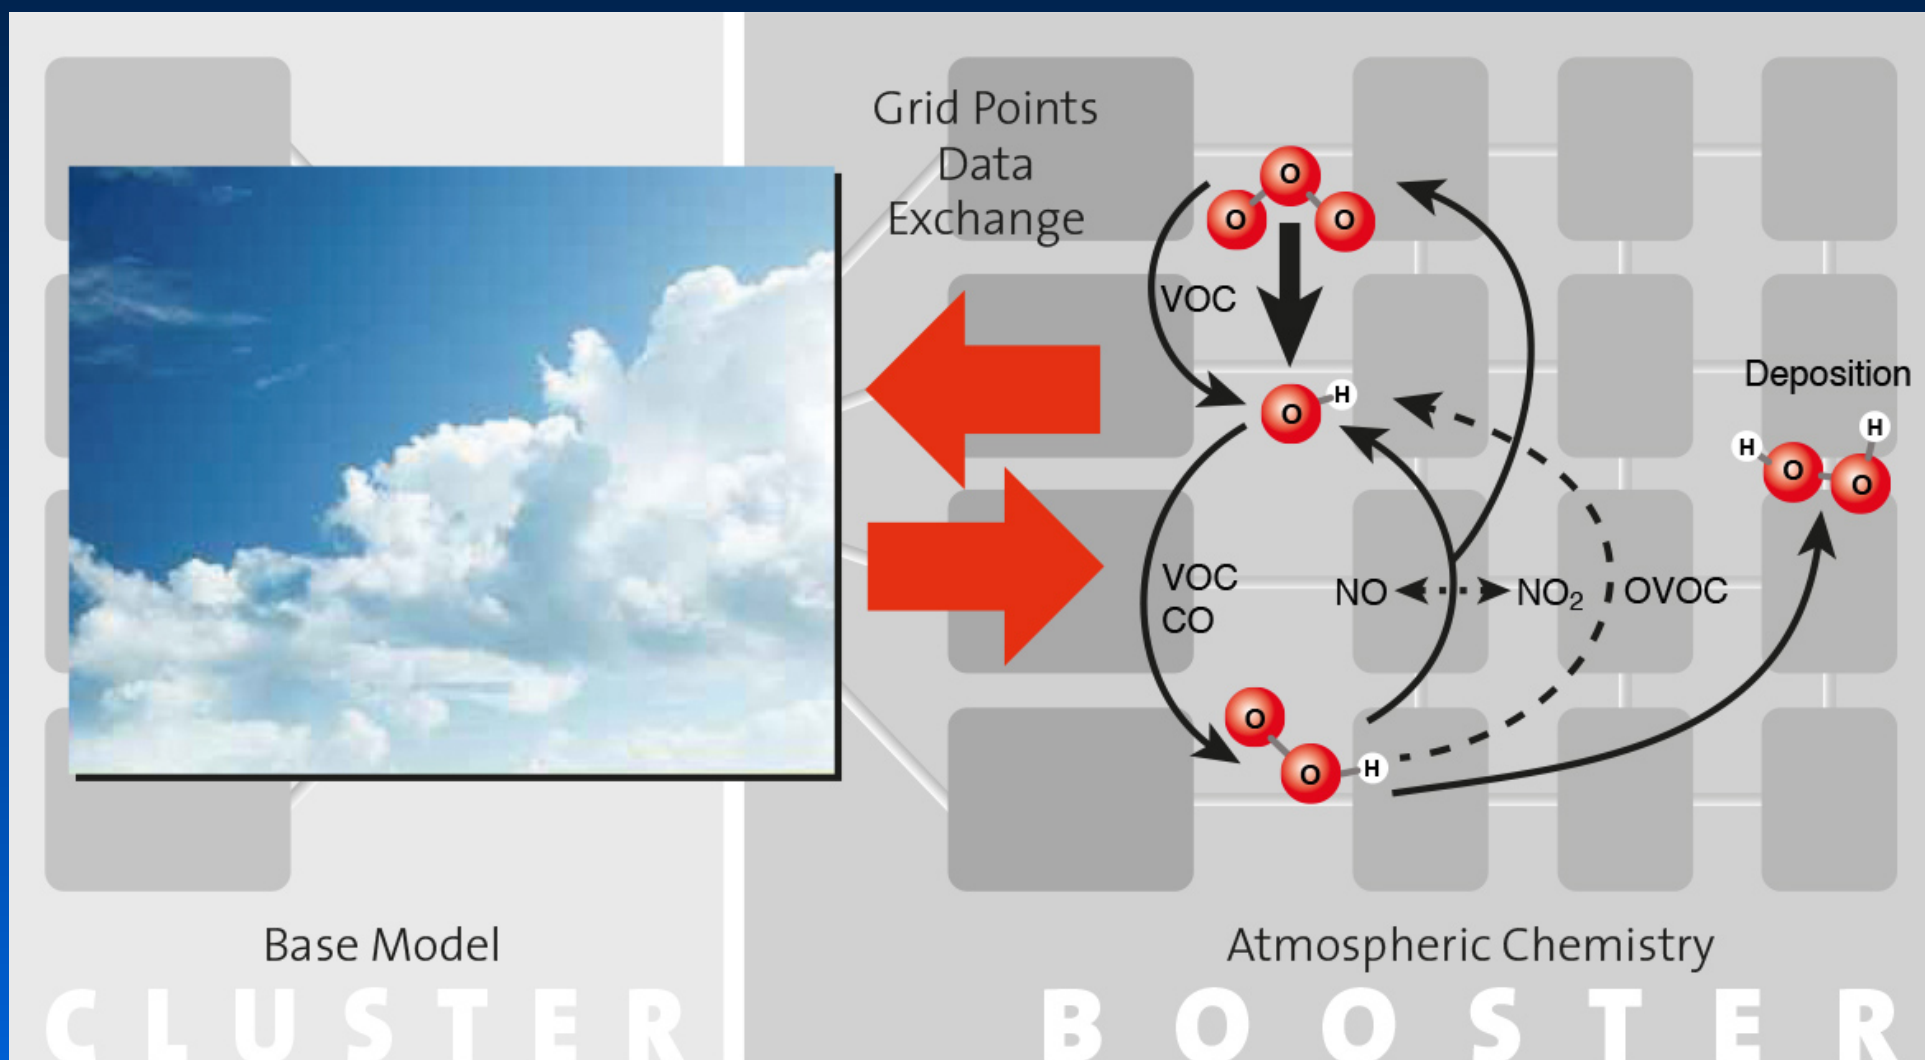 Grid Points
Data
Exchange
O
O O
VOC
O H
Deposition
H H
O O
VOC
CO
NO NO₂ OVOC
O
O H
Base Model
Atmospheric Chemistry
CLUSTER
BOOSTER